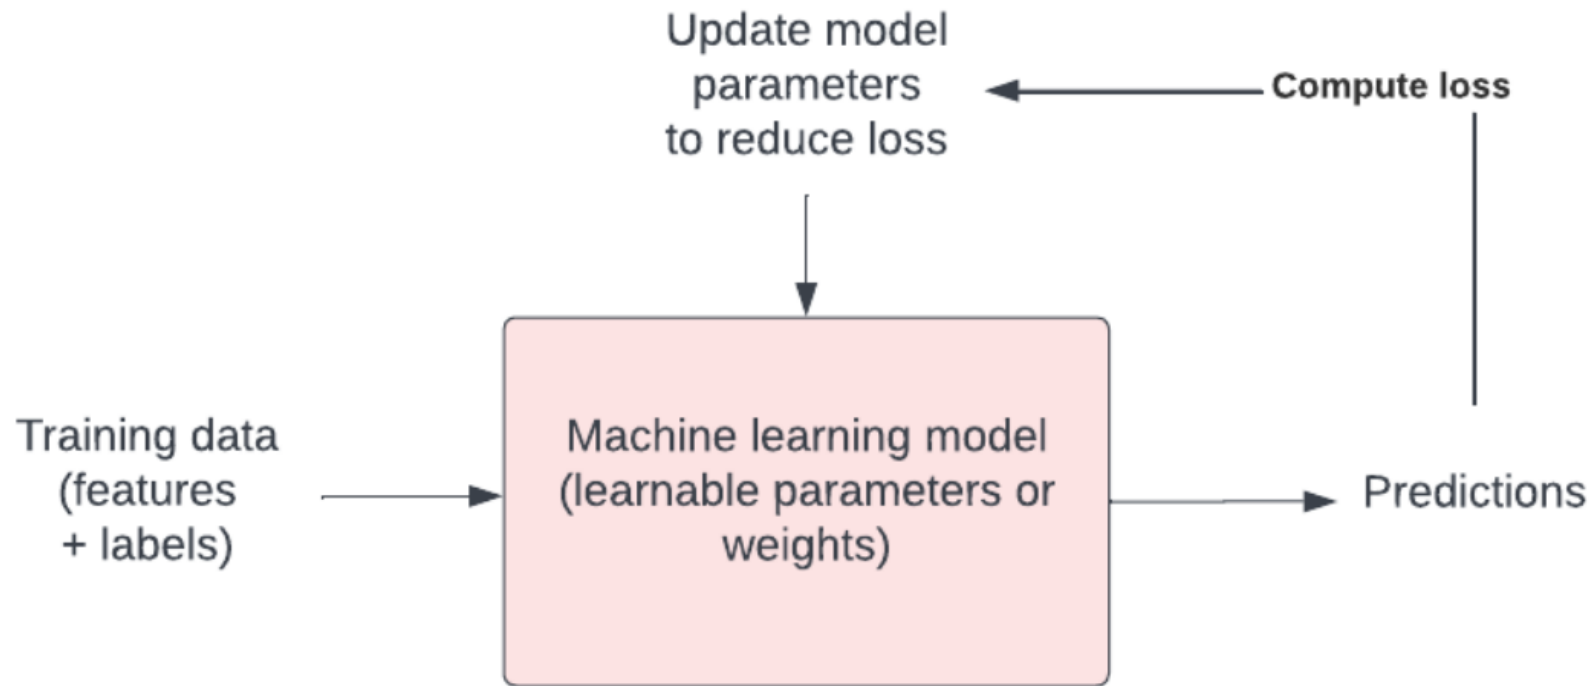 Update model
parameters
to reduce loss
Compute loss
Training data
(features
+ labels)
Machine learning model
(learnable parameters or
weights)
Predictions